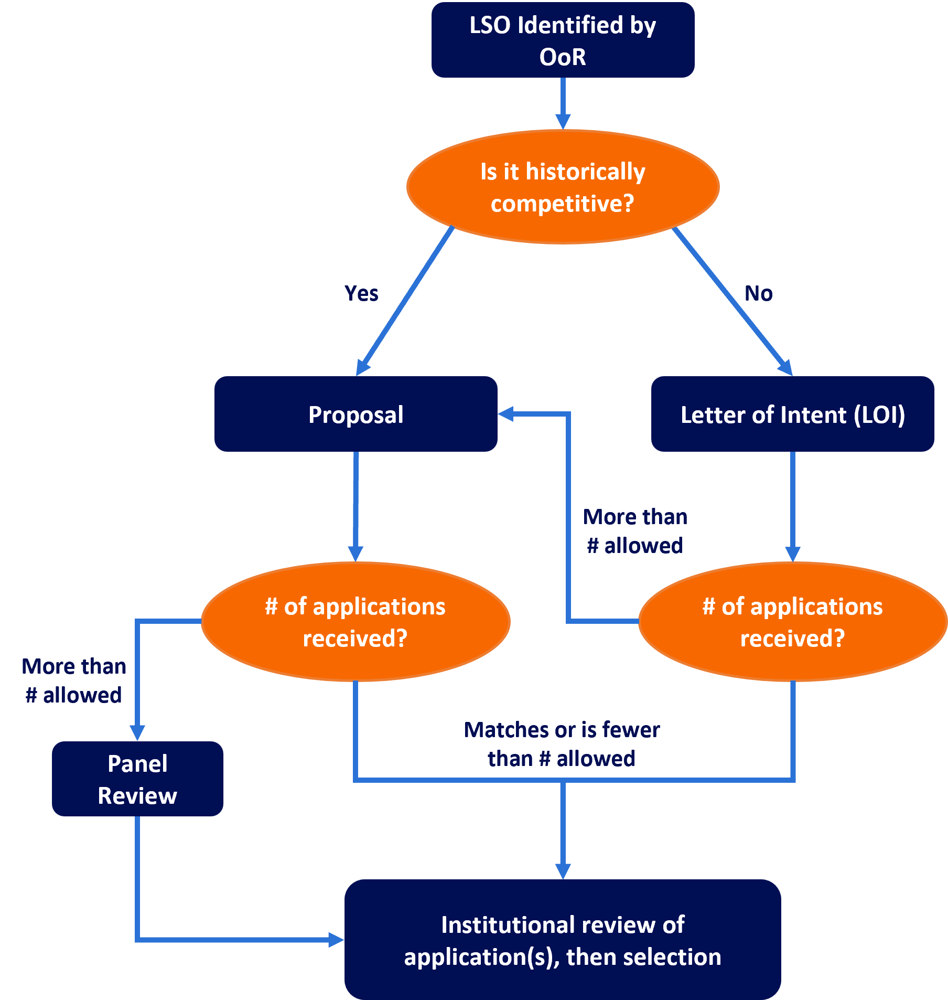 LSO Identified by
OoR
Is it historically
competitive?
Yes
No
Proposal
Letter of Intent (LOI)
More than
# allowed
# of applications
received?
# of applications
received?
More than
# allowed
Matches or is fewer
than # allowed
Panel
Review
Institutional review of
application(s), then selection